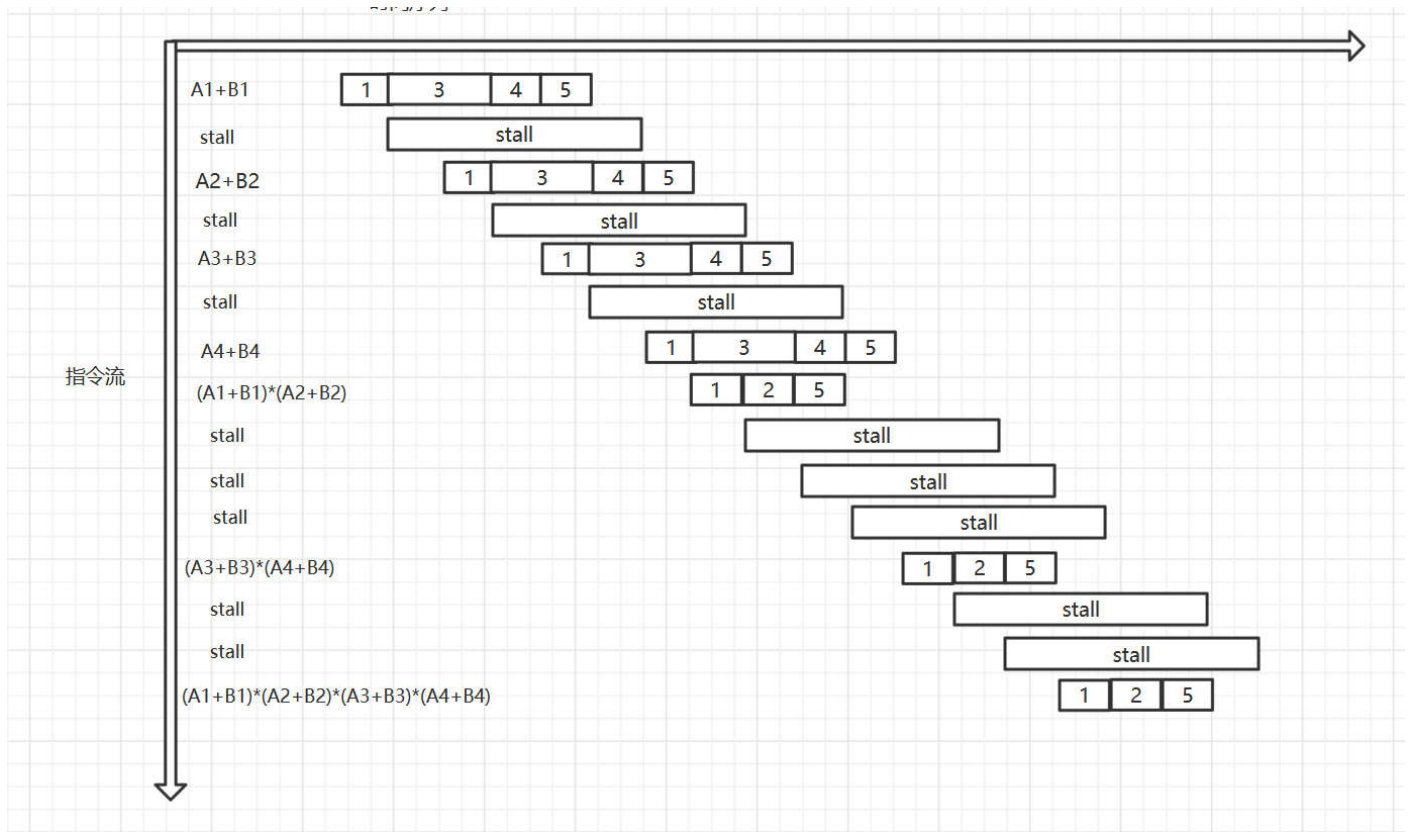 A1+B1 1 3 4 5
stall stall
A2+B2 1 3 4 5
stall stall
A3+B3 1 3 4 5
stall stall
A4+B4 1 3 4 5
指令流
(A1+B1)*(A2+B2) 1 2 5
stall stall
stall stall
stall stall
(A3+B3)*(A4+B4) 1 2 5
stall stall
stall stall
(A1+B1)*(A2+B2)*(A3+B3)*(A4+B4) 1 2 5